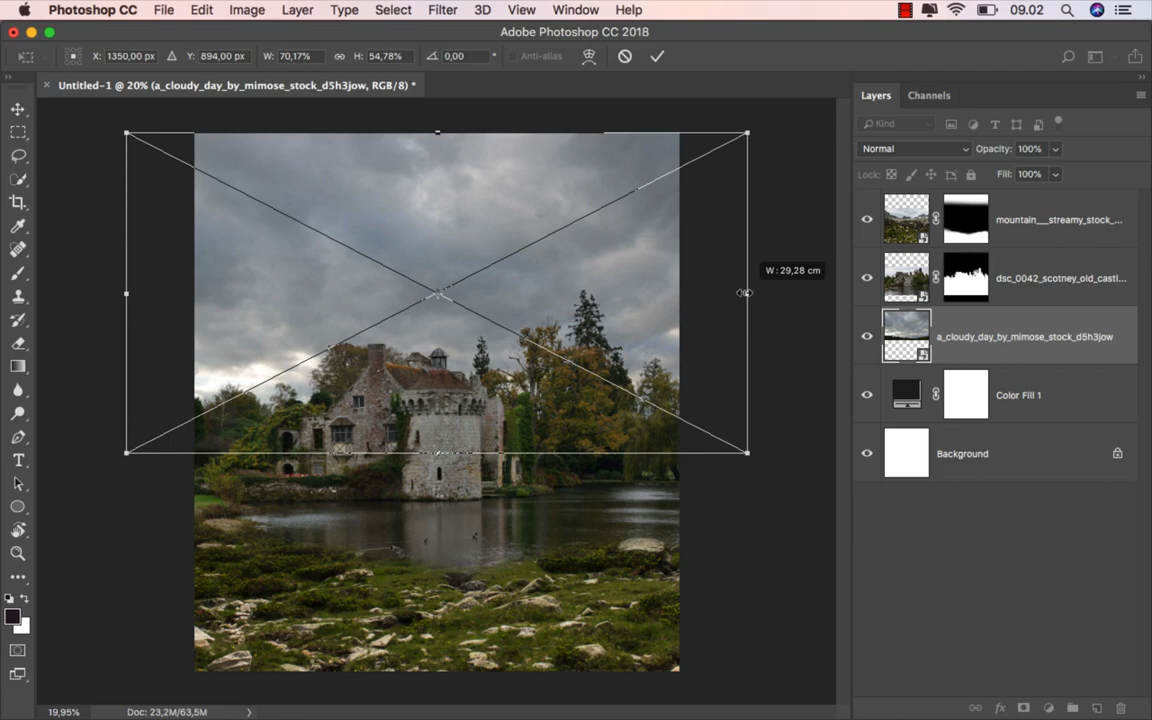 Photoshop CC File Edit Image Layer Type Select Filter 3D View Window Help 09.02
Adobe Photoshop CC 2018
X: 1350,00 px Y: 894,00 px W: 70,17% H: 54,78% 0,00 ° Anti-alias
× Untitled-1 @ 20% (a_cloudy_day_by_mimose_stock_d5h3jow, RGB/8) *
Layers Channels
Kind
Normal Opacity: 100%
Lock: Fill: 100%
mountain__streamy_stock_...
W: 29,28 cm
dsc_0042_scotney_old_castl...
a_cloudy_day_by_mimose_stock_d5h3jow
Color Fill 1
Background
19,95% Doc: 23,2M/63,5M
fx